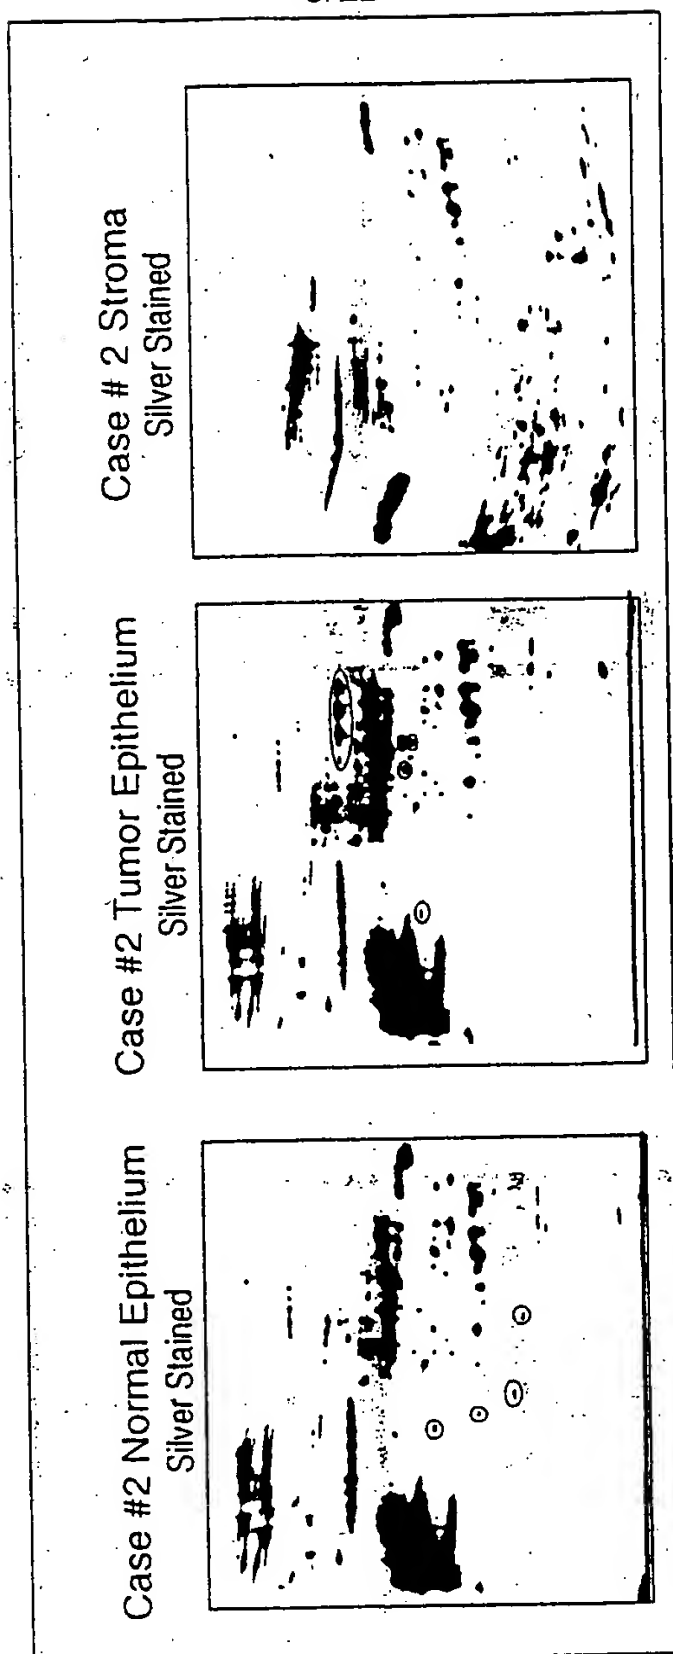 Case #2 Normal Epithelium
Silver Stained
Case #2 Tumor Epithelium
Silver Stained
Case # 2 Stroma
Silver Stained